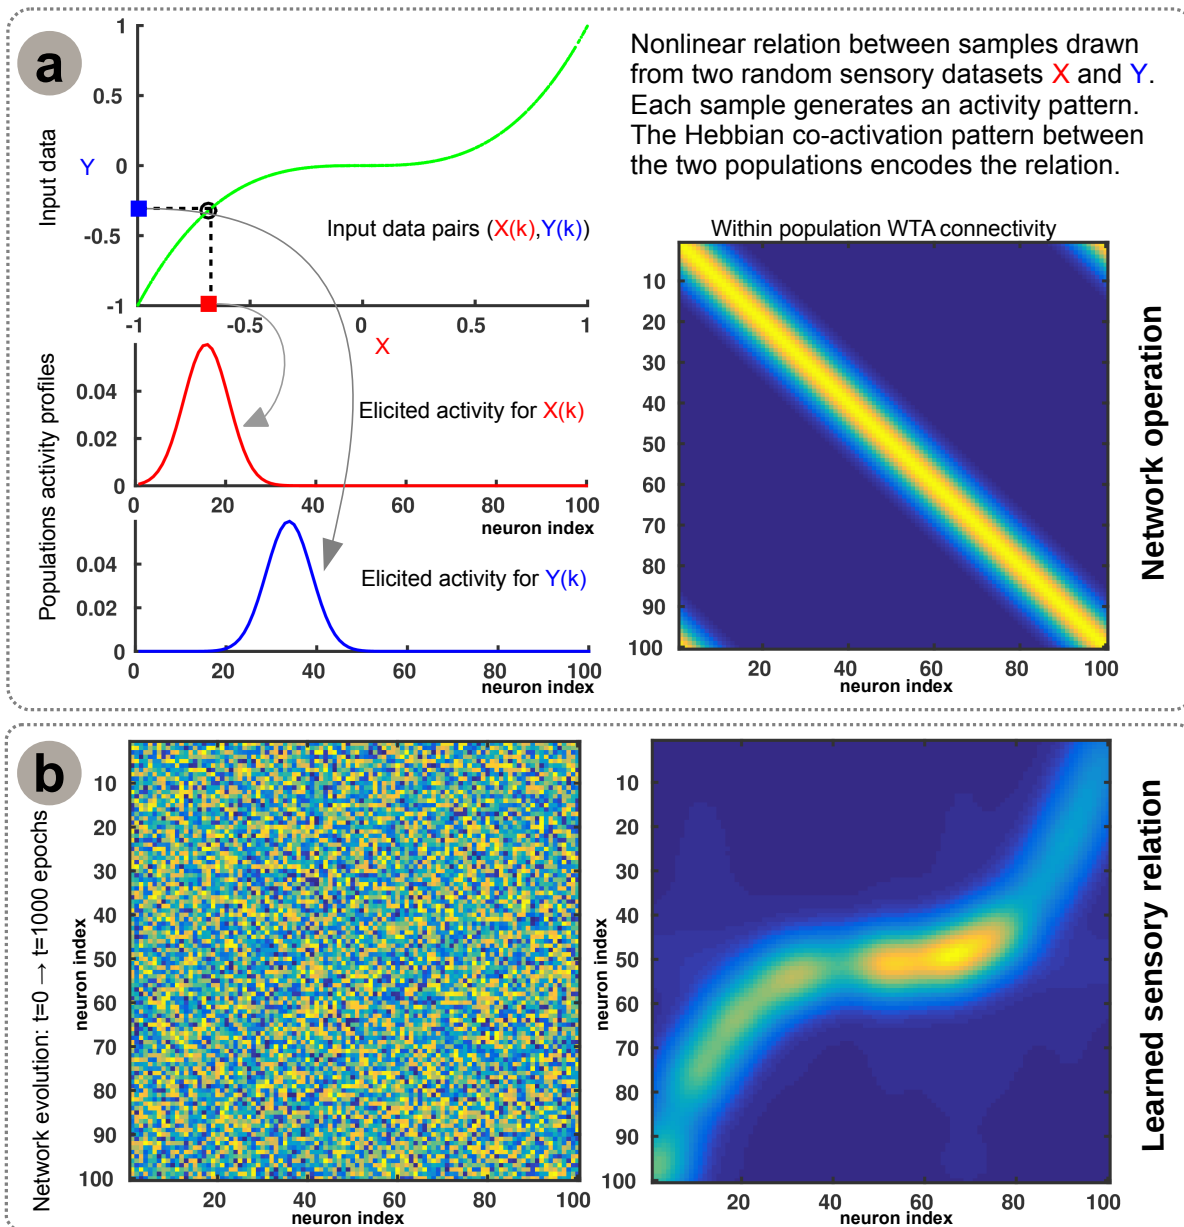 a
Nonlinear relation between samples drawn
from two random sensory datasets X and Y.
Each sample generates an activity pattern.
The Hebbian co-activation pattern between
the two populations encodes the relation.
Input data
Y
1
0.5
0
-0.5
-1
-1
-0.5
0
0.5
1
X
Input data pairs (X(k),Y(k))
Populations activity profiles
0.04
0.02
0
0
20
40
60
80
100
neuron index
Elicited activity for X(k)
0.04
0.02
0
0
20
40
60
80
100
neuron index
Elicited activity for Y(k)
Within population WTA connectivity
10
20
30
40
50
60
70
80
90
100
20
40
60
80
100
neuron index
Network operation
b
Network evolution: t=0 → t=1000 epochs
neuron index
10
20
30
40
50
60
70
80
90
100
20
40
60
80
100
neuron index
neuron index
10
20
30
40
50
60
70
80
90
100
20
40
60
80
100
neuron index
Learned sensory relation